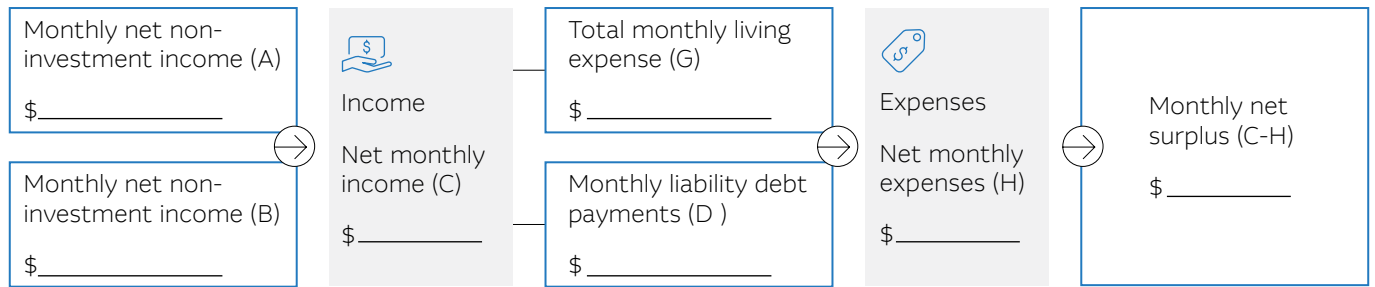 Monthly net non-
investment income (A)
$
Monthly net non-
investment income (B)
$
$
Income
Net monthly
income (C)
$
Total monthly living
expense (G)
$
Monthly liability debt
payments (D )
$
$
Expenses
Net monthly
expenses (H)
$
Monthly net
surplus (C-H)
$